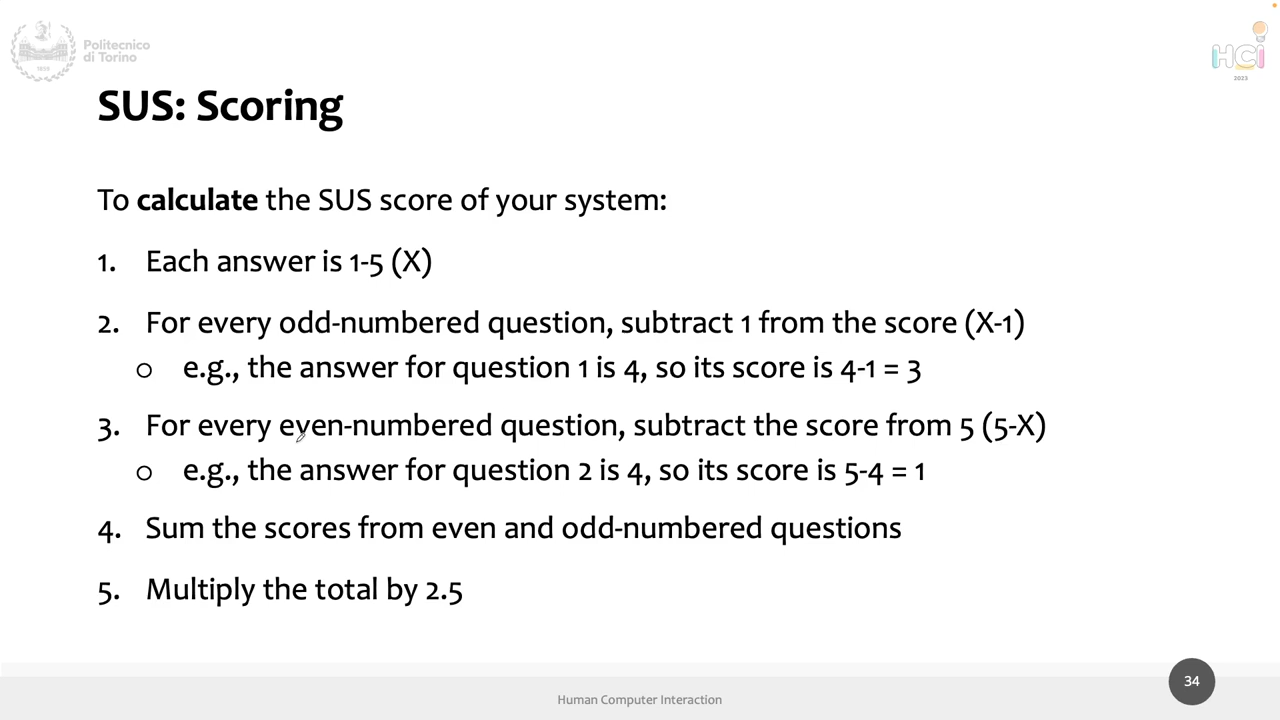 Politecnico
di Torino
1859
HCI
2023
SUS: Scoring
To calculate the SUS score of your system:
1. Each answer is 1-5 (X)
2. For every odd-numbered question, subtract 1 from the score (X-1)
o e.g., the answer for question 1 is 4, so its score is 4-1 = 3
3. For every even-numbered question, subtract the score from 5 (5-X)
o e.g., the answer for question 2 is 4, so its score is 5-4 = 1
4. Sum the scores from even and odd-numbered questions
5. Multiply the total by 2.5
Human Computer Interaction
34